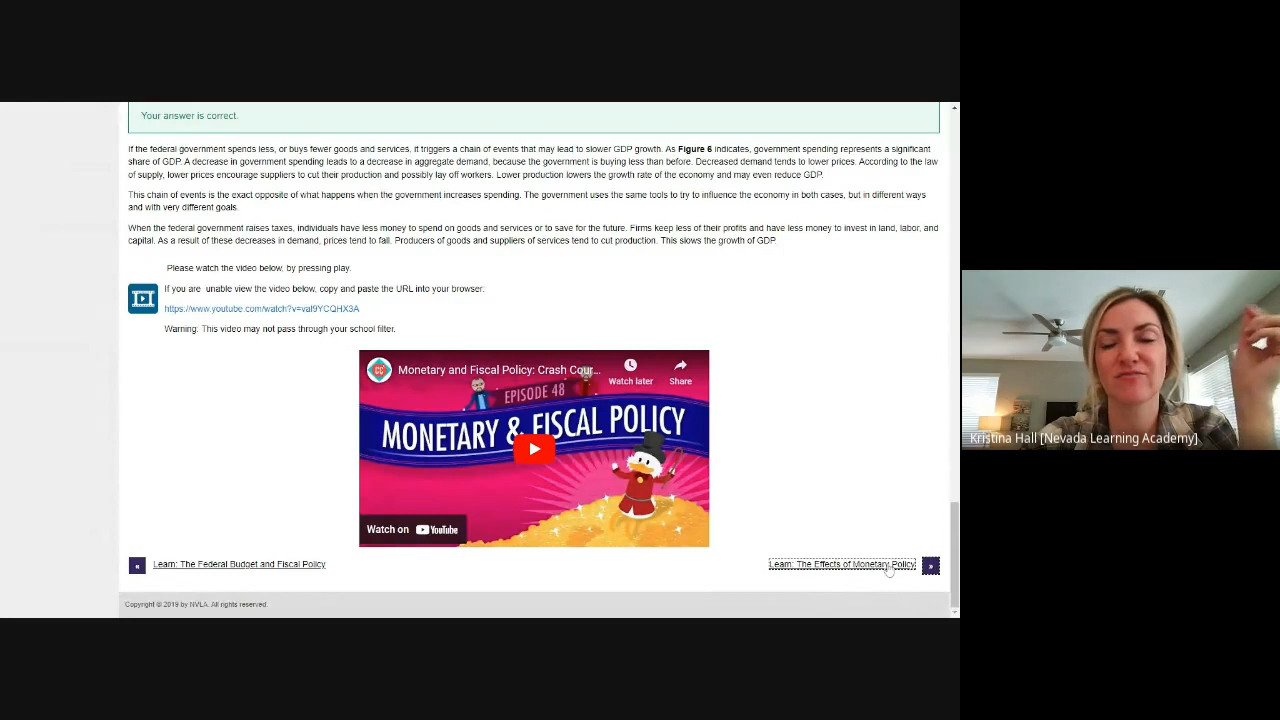 Your answer is correct.
If the federal government spends less, or buys fewer goods and services, it triggers a chain of events that may lead to slower GDP growth. As Figure 6 indicates, government spending represents a significant
share of GDP. A decrease in government spending leads to a decrease in aggregate demand, because the government is buying less than before. Decreased demand tends to lower prices. According to the law
of supply, lower prices encourage suppliers to cut their production and possibly lay off workers. Lower production lowers the growth rate of the economy and may even reduce GDP.
This chain of events is the exact opposite of what happens when the government increases spending. The government uses the same tools to try to influence the economy in both cases, but in different ways
and with very different goals.
When the federal government raises taxes, individuals have less money to spend on goods and services or to save for the future. Firms keep less of their profits and have less money to invest in land, labor, and
capital. As a result of these decreases in demand, prices tend to fall. Producers of goods and suppliers of services tend to cut production. This slows the growth of GDP.
Please watch the video below, by pressing play.
If you are unable view the video below, copy and paste the URL into your browser:
https://www.youtube.com/watch?v=val9YCQHX3A
Warning: This video may not pass through your school filter.
CC
Monetary and Fiscal Policy: Crash Cour...
Watch later
Share
EPISODE 48
MONETARY & FISCAL POLICY
Watch on YouTube
« Learn: The Federal Budget and Fiscal Policy
Learn: The Effects of Monetary Policy »
Copyright © 2019 by NVLA. All rights reserved.
Kristina Hall [Nevada Learning Academy]